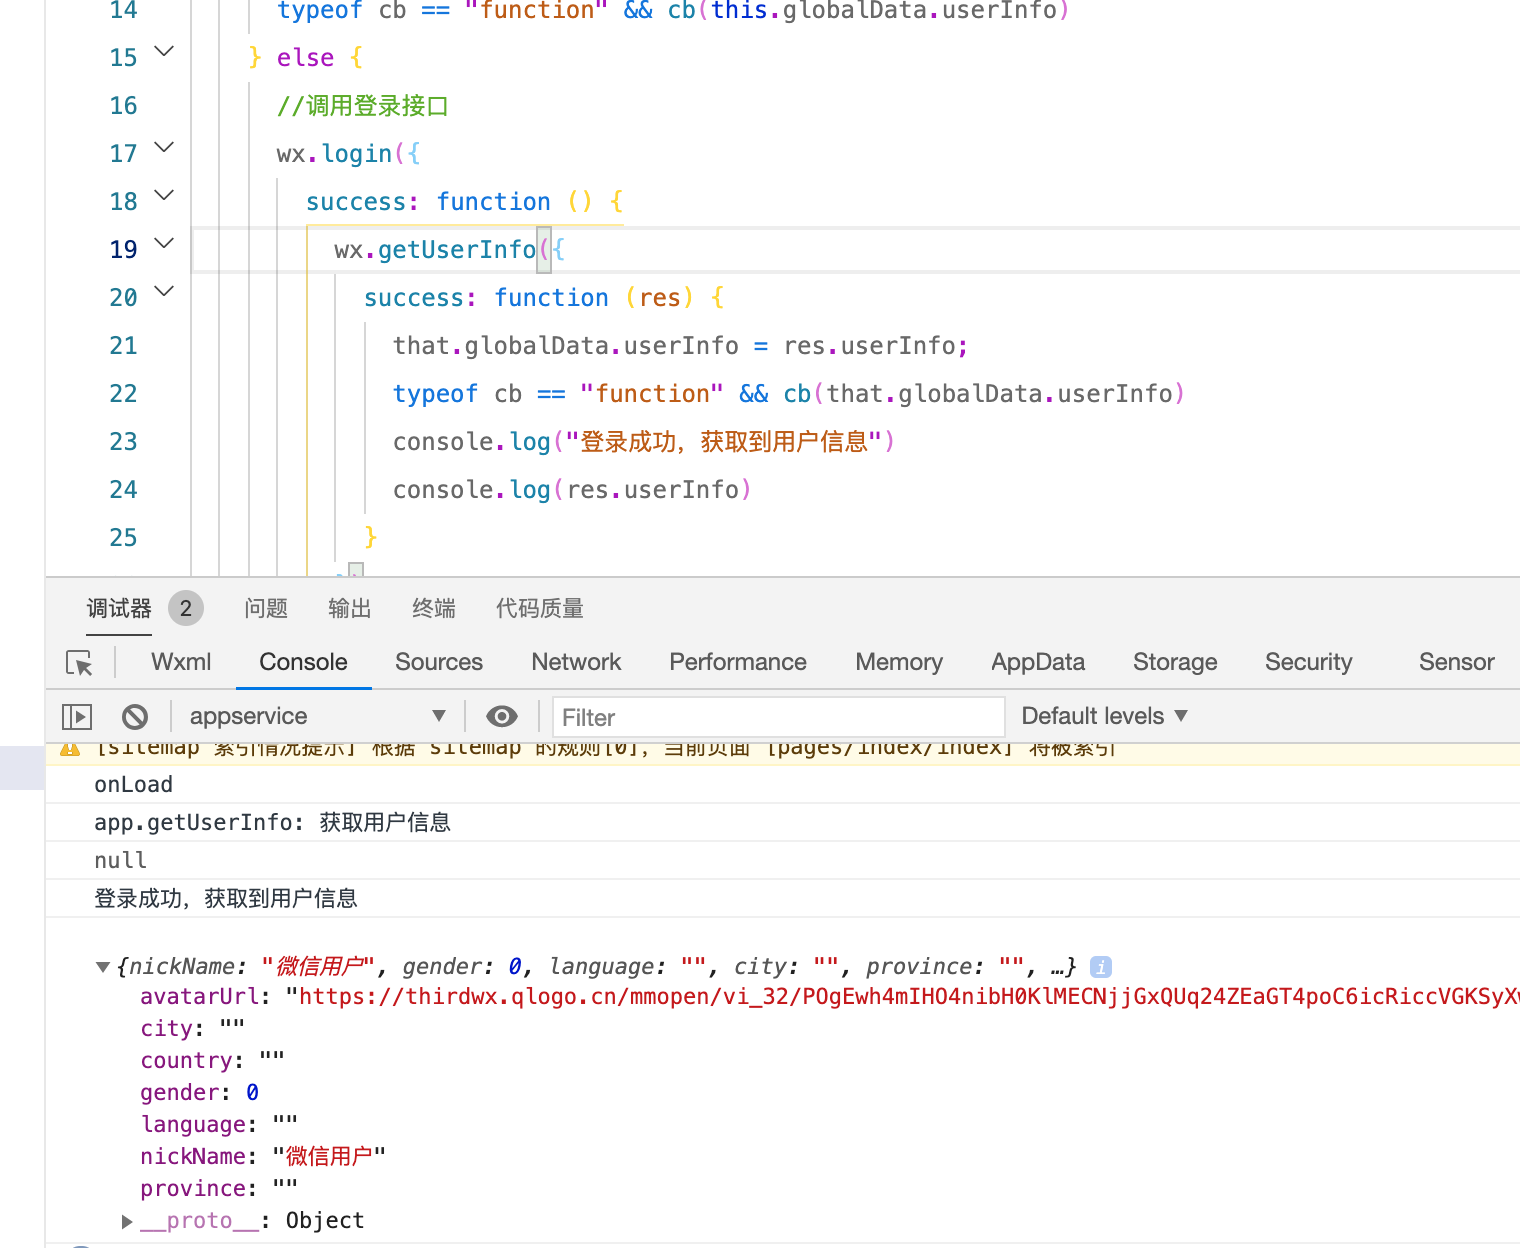 14 typeof cb == "function" && cb(this.globalData.userInfo)
15 } else {
16 //调用登录接口
17 wx.login({
18 success: function () {
19 wx.getUserInfo({
20 success: function (res) {
21 that.globalData.userInfo = res.userInfo;
22 typeof cb == "function" && cb(that.globalData.userInfo)
23 console.log("登录成功，获取到用户信息")
24 console.log(res.userInfo)
25 }
调试器 2 问题 输出 终端 代码质量
Wxml Console Sources Network Performance Memory AppData Storage Security Sensor
appservice Filter Default levels
[sitemap 索引情况提示] 根据 sitemap 的规则[0]，当前页面 [pages/index/index] 将被索引
onLoad
app.getUserInfo: 获取用户信息
null
登录成功，获取到用户信息
{nickName: "微信用户", gender: 0, language: "", city: "", province: "", …} i
avatarUrl: "https://thirdwx.qlogo.cn/mmopen/vi_32/POgEwh4mIHO4nibH0KlMECNjjGxQUq24ZEaGT4poC6icRiccVGKSyX
city: ""
country: ""
gender: 0
language: ""
nickName: "微信用户"
province: ""
__proto__: Object